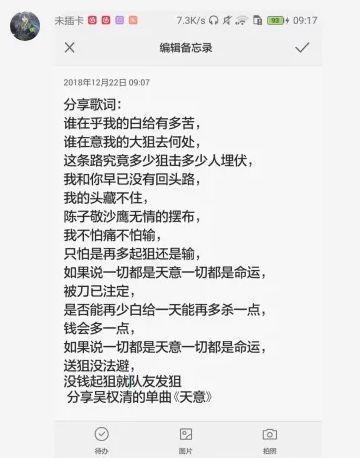 未插卡 7.3K/s 93 09:17
编辑备忘录
2018年12月22日 09:07
分享歌词:
谁在乎我的白给有多苦,
谁在意我的大狙去何处,
这条路究竟多少狙击多少人埋伏,
我和你早已没有回头路,
我的头藏不住,
陈子敬沙鹰无情的摆布,
我不怕痛不怕输,
只怕是再多起狙还是输,
如果说一切都是天意一切都是命运,
被刀已注定,
是否能再少白给一天能再多杀一点,
钱会多一点,
如果说一切都是天意一切都是命运,
送狙没法避,
没钱起狙就队友发狙
分享吴权清的单曲《天意》
待办 图片 拍照